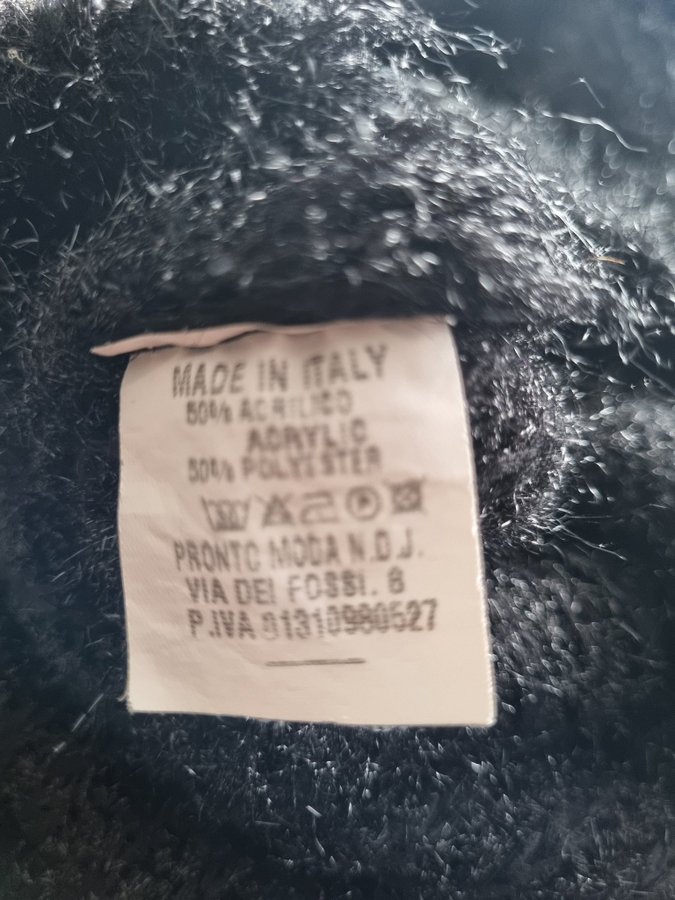 MADE IN ITALY
50% ACRILICO
ACRYLIC
50% POLYESTER
PRONTO MODA N.D.J.
VIA DEI FOSSI. 8
P.IVA 01310980527